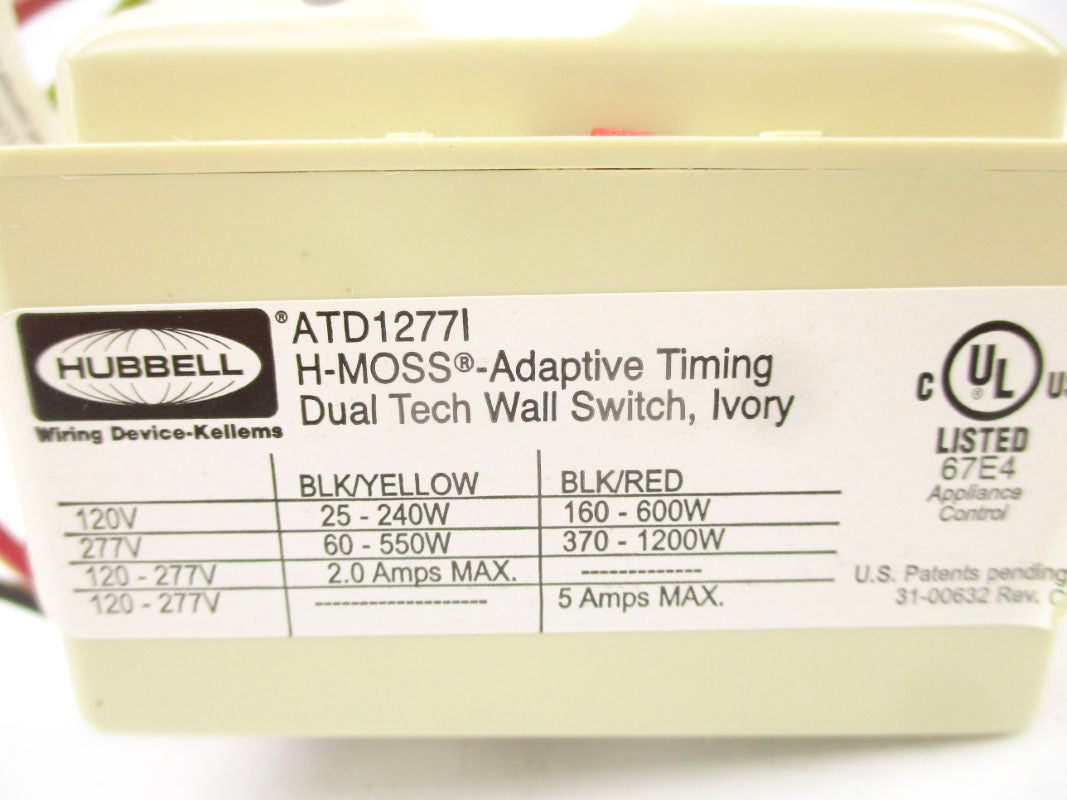 HUBBELL
Wiring Device-Kellems
® ATD1277I
H-MOSS®-Adaptive Timing
Dual Tech Wall Switch, Ivory
C UL ® US
LISTED
67E4
Appliance
Control
BLK/YELLOW BLK/RED
120V 25 - 240W 160 - 600W
277V 60 - 550W 370 - 1200W
120 - 277V 2.0 Amps MAX. -------------
120 - 277V ------------------- 5 Amps MAX.
U.S. Patents pending
31-00632 Rev. C